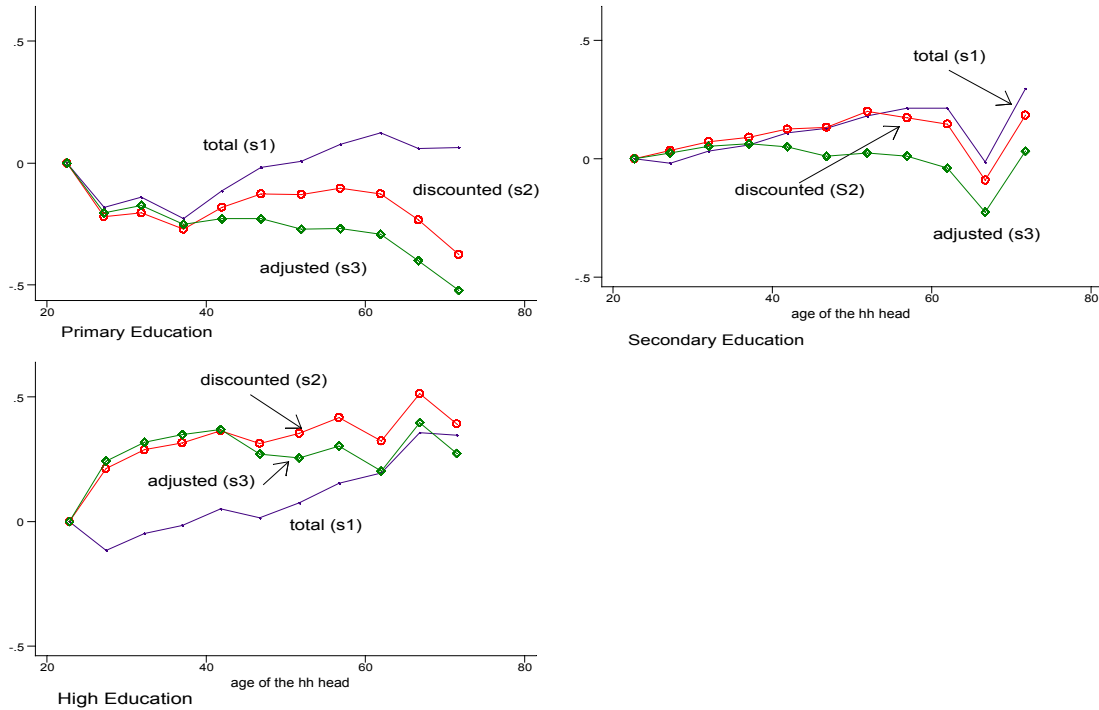 .5
0
-.5
20
40
60
80
total (s1)
discounted (s2)
adjusted (s3)
Primary Education
.5
0
-.5
20
40
60
80
total (s1)
discounted (S2)
adjusted (s3)
age of the hh head
Secondary Education
.5
0
-.5
20
40
60
80
discounted (s2)
adjusted (s3)
total (s1)
age of the hh head
High Education